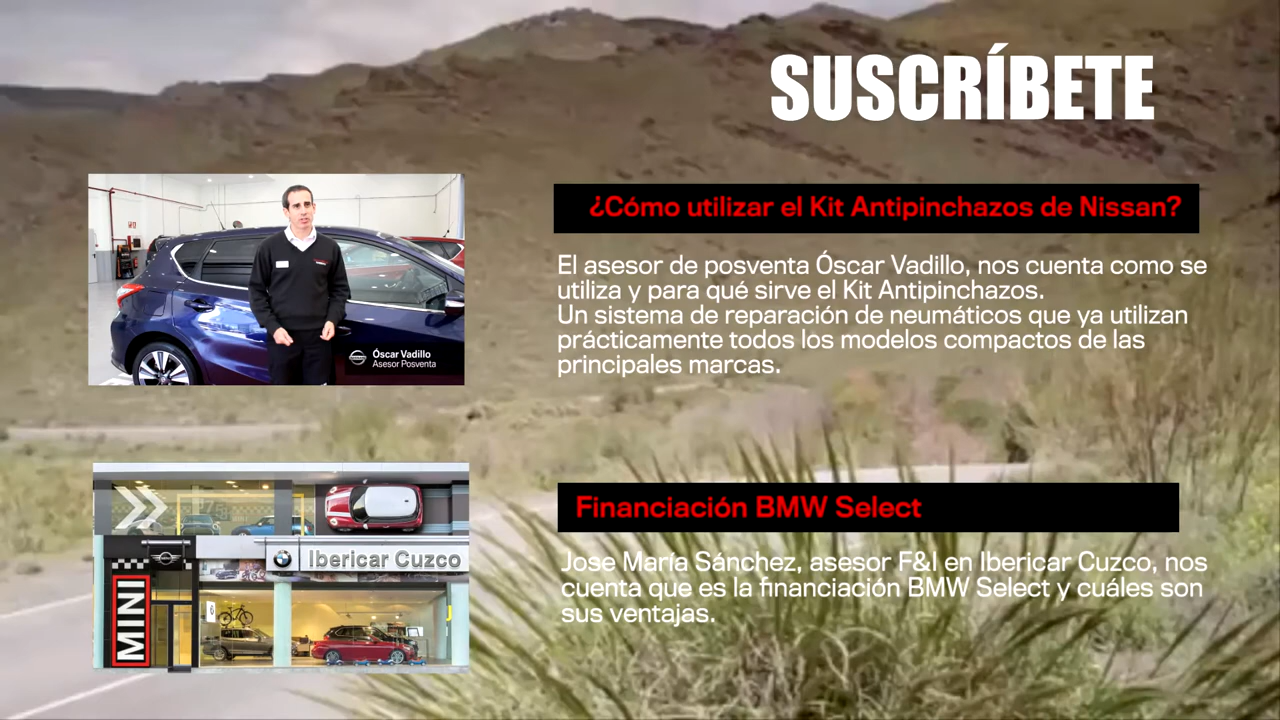 SUSCRÍBETE
¿Cómo utilizar el Kit Antipinchazos de Nissan?
El asesor de posventa Óscar Vadillo, nos cuenta como se
utiliza y para qué sirve el Kit Antipinchazos.
Un sistema de reparación de neumáticos que ya utilizan
prácticamente todos los modelos compactos de las
principales marcas.
Óscar Vadillo
Asesor Posventa
Financiación BMW Select
Jose María Sánchez, asesor F&I en Ibericar Cuzco, nos
cuenta que es la financiación BMW Select y cuáles son
sus ventajas.
Ibericar Cuzco
MINI